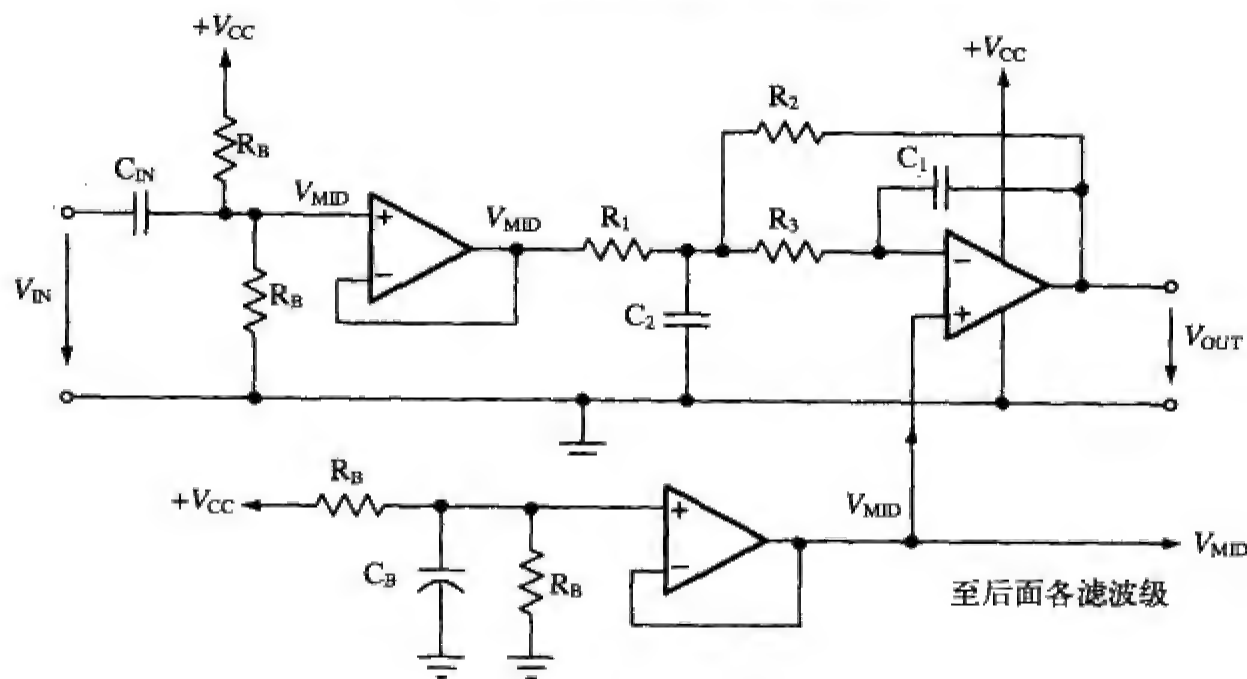 +VCC
+VCC
R2
RB
C1
CIN
VMID
VMID
R1
R3
+
−
−
+
VIN
RB
C2
VOUT
RB
+VCC
+
VMID
VMID
CB
RB
−
至后面各滤波级